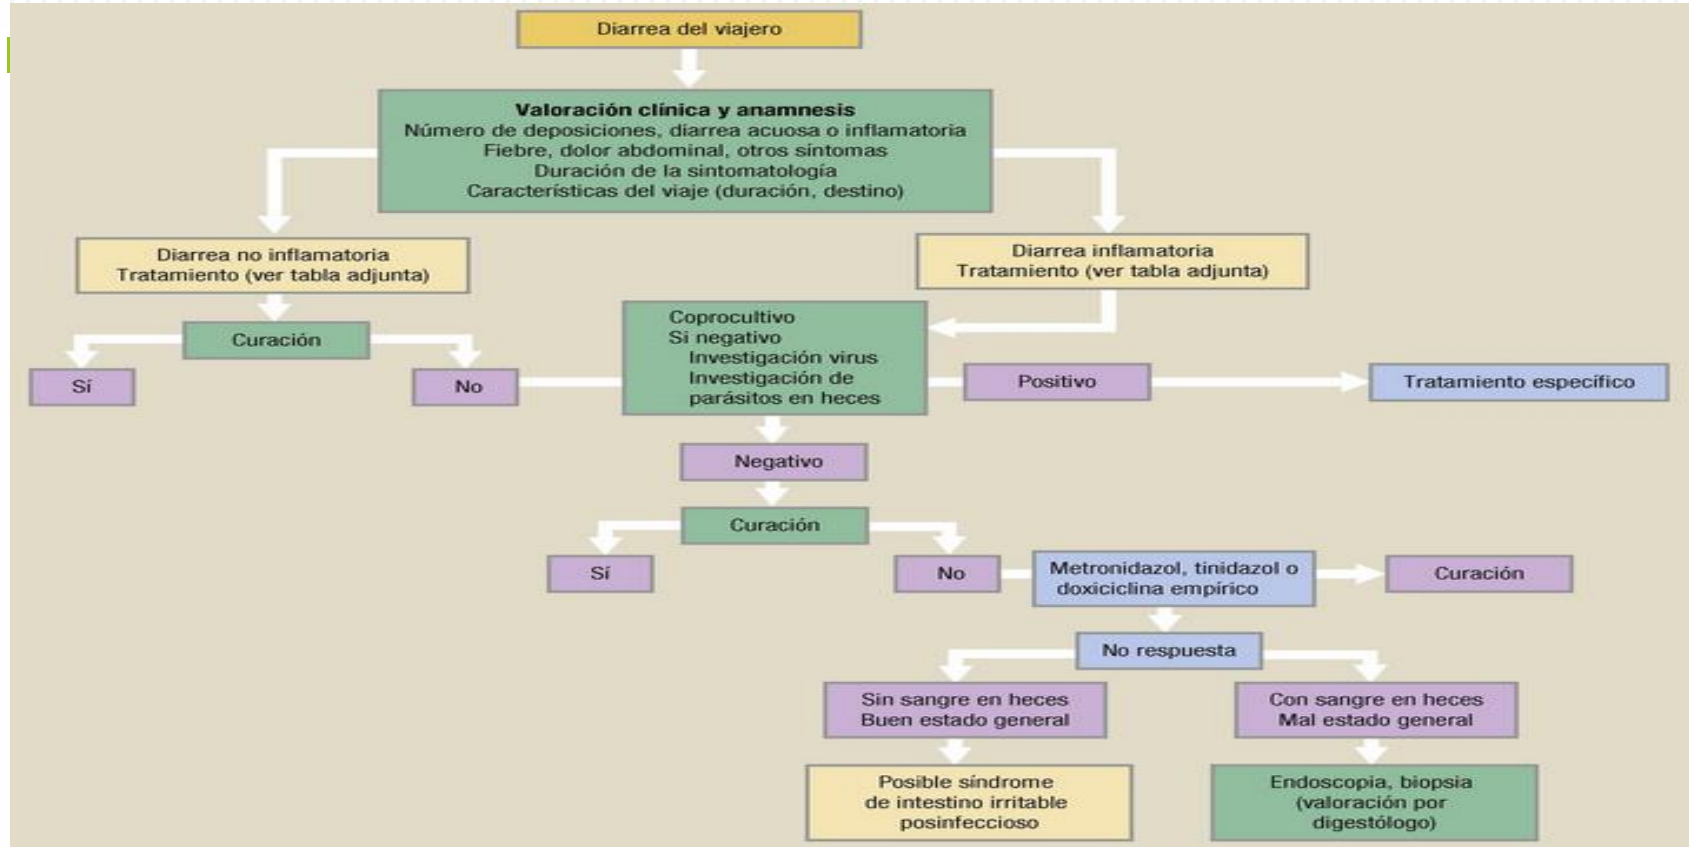 Diarrea del viajero
Valoración clínica y anamnesis
Número de deposiciones, diarrea acuosa o inflamatoria
Fiebre, dolor abdominal, otros síntomas
Duración de la sintomatología
Características del viaje (duración, destino)
Diarrea no inflamatoria
Tratamiento (ver tabla adjunta)
Diarrea inflamatoria
Tratamiento (ver tabla adjunta)
Curación
Sí
No
Coprocultivo
Si negativo
Investigación virus
Investigación de
parásitos en heces
Positivo
Tratamiento específico
Negativo
Curación
Sí
No
Metronidazol, tinidazol o
doxiciclina empírico
Curación
No respuesta
Sin sangre en heces
Buen estado general
Con sangre en heces
Mal estado general
Posible síndrome
de intestino irritable
posinfeccioso
Endoscopia, biopsia
(valoración por
digestólogo)